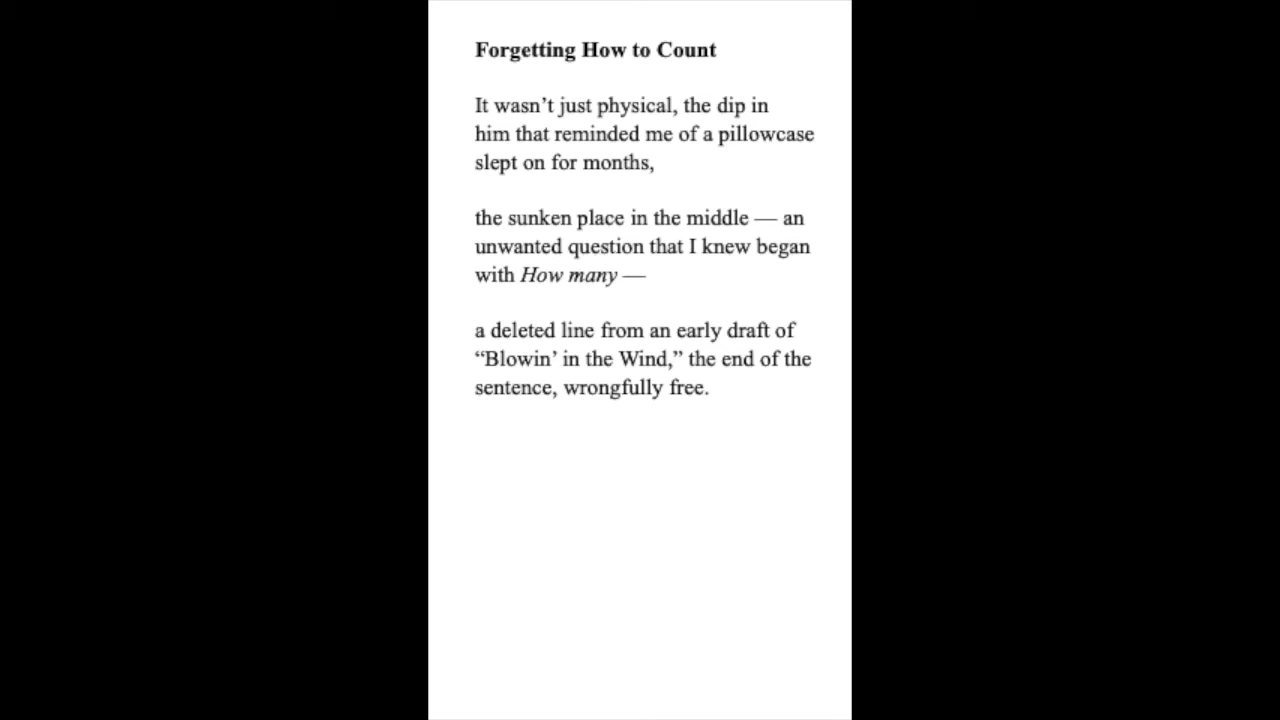 Forgetting How to Count
It wasn’t just physical, the dip in
him that reminded me of a pillowcase
slept on for months,
the sunken place in the middle — an
unwanted question that I knew began
with How many —
a deleted line from an early draft of
“Blowin’ in the Wind,” the end of the
sentence, wrongfully free.